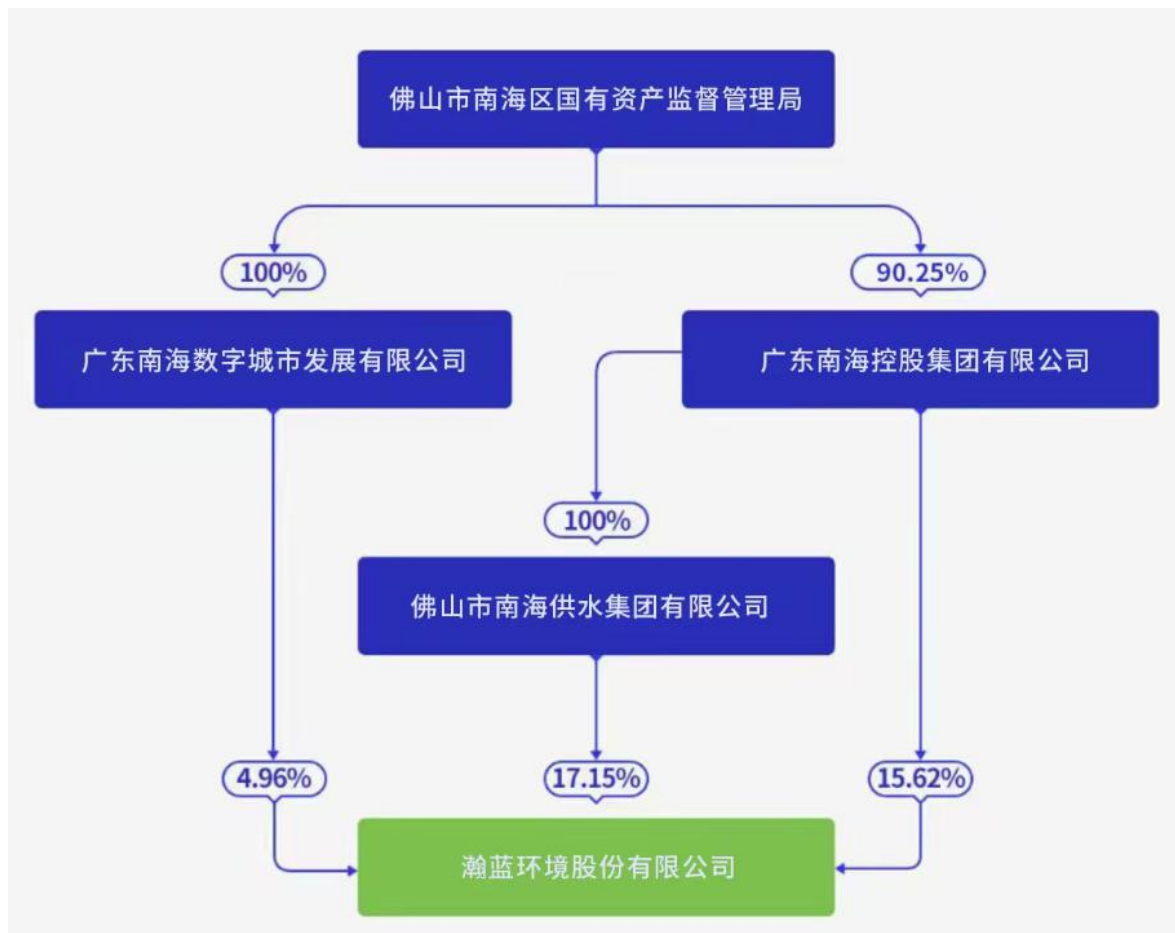 佛山市南海区国有资产监督管理局
100%
90.25%
广东南海数字城市发展有限公司
广东南海控股集团有限公司
100%
佛山市南海供水集团有限公司
4.96%
17.15%
15.62%
瀚蓝环境股份有限公司